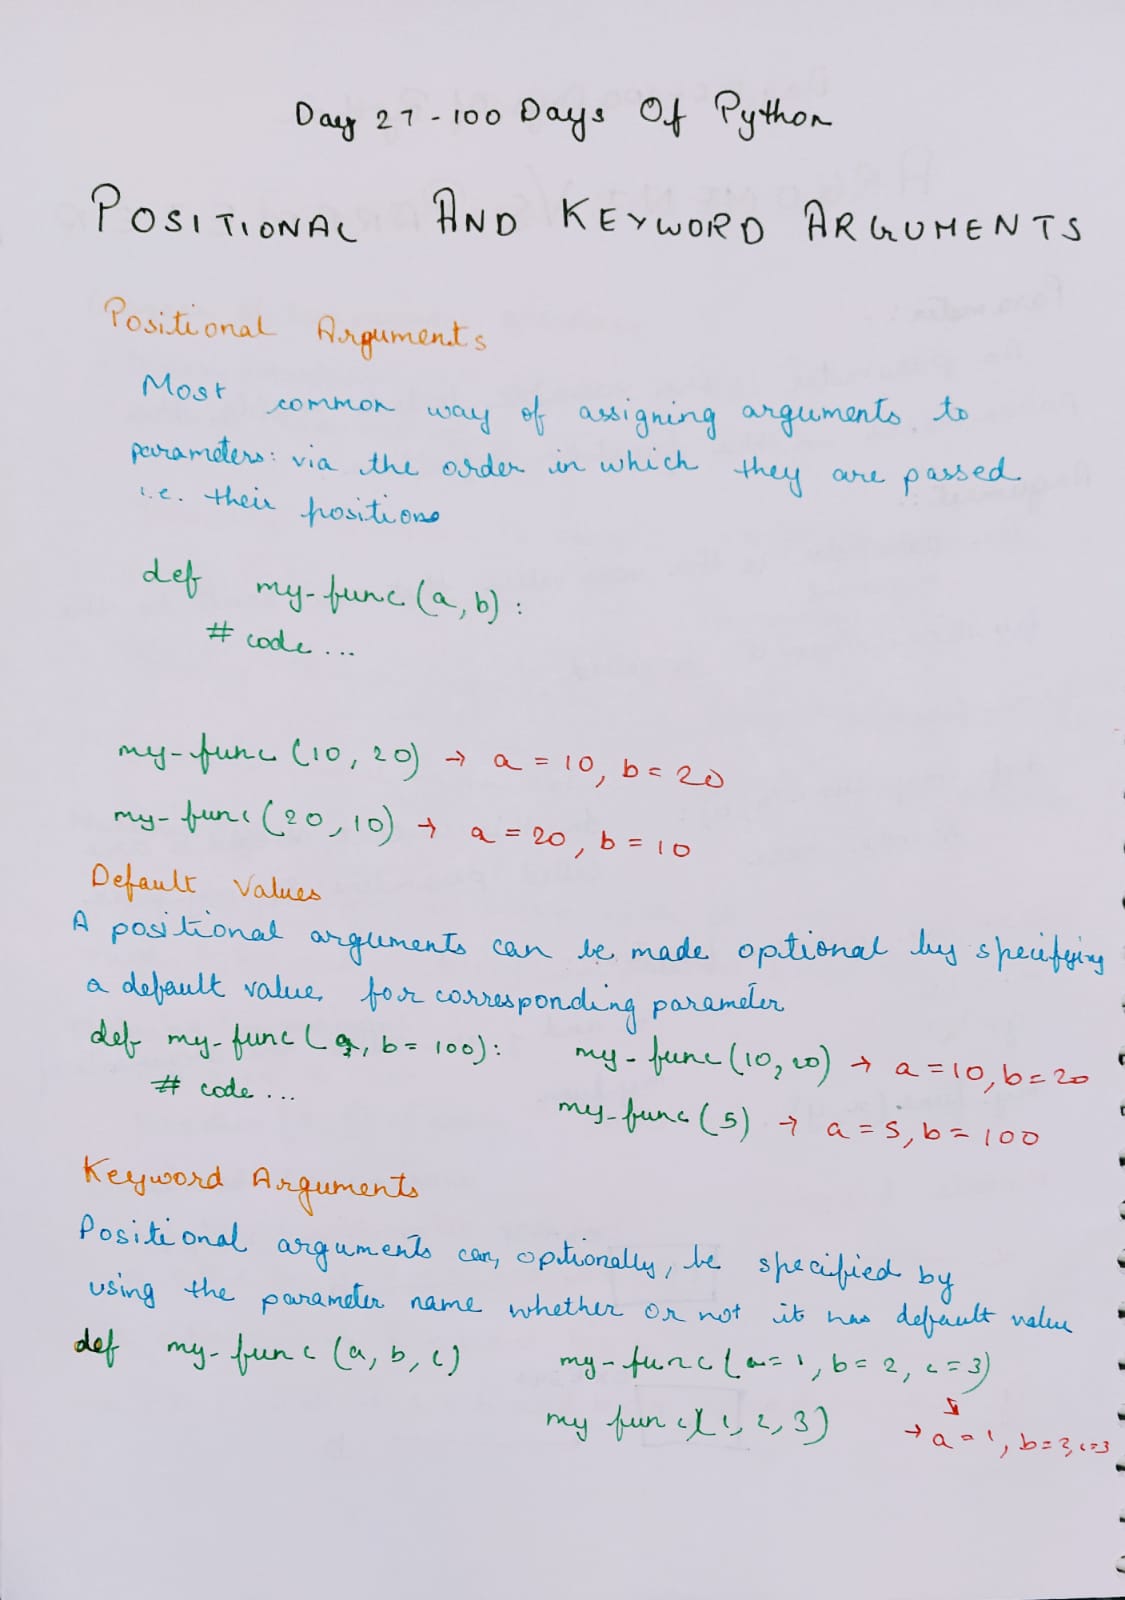 Day 27 - 100 Days Of Python
POSITIONAL AND KEYWORD ARGUMENTS
Positional Arguments
Most common way of assigning arguments to
parameters: via the order in which they are passed
i.e. their positions
def my-func (a, b) :
# code ...
my-func (10, 20) → a = 10, b = 20
my-func (20, 10) → a = 20, b = 10
Default Values
A positional arguments can be made optional by specifying
a default value for corresponding parameter
def my-func (a, b = 100) : my-func (10, 20) → a = 10, b = 20
# code ... my-func (5) → a = 5, b = 100
Keyword Arguments
Positional arguments can, optionally, be specified by
using the parameter name whether or not it has default value
def my-func (a, b, c) my-func (a = 1, b = 2, c = 3)
my func (1, 2, 3) → a = 1, b = 2, c = 3